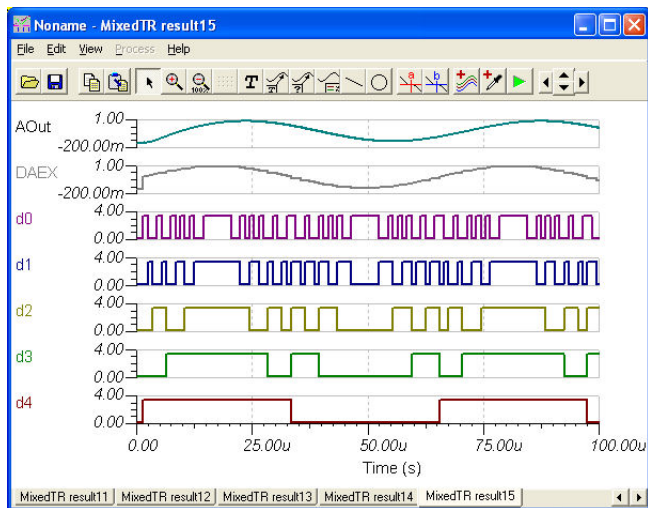 Noname - MixedTR result15
File Edit View Process Help
T 100% T ? =Z a b
AOut 1.00
-200.00m
DAEX 1.00
-200.00m
d0 4.00
0.00
d1 4.00
0.00
d2 4.00
0.00
d3 4.00
0.00
d4 4.00
0.00
0.00 25.00u 50.00u 75.00u 100.00u
Time (s)
MixedTR result11 MixedTR result12 MixedTR result13 MixedTR result14 MixedTR result15